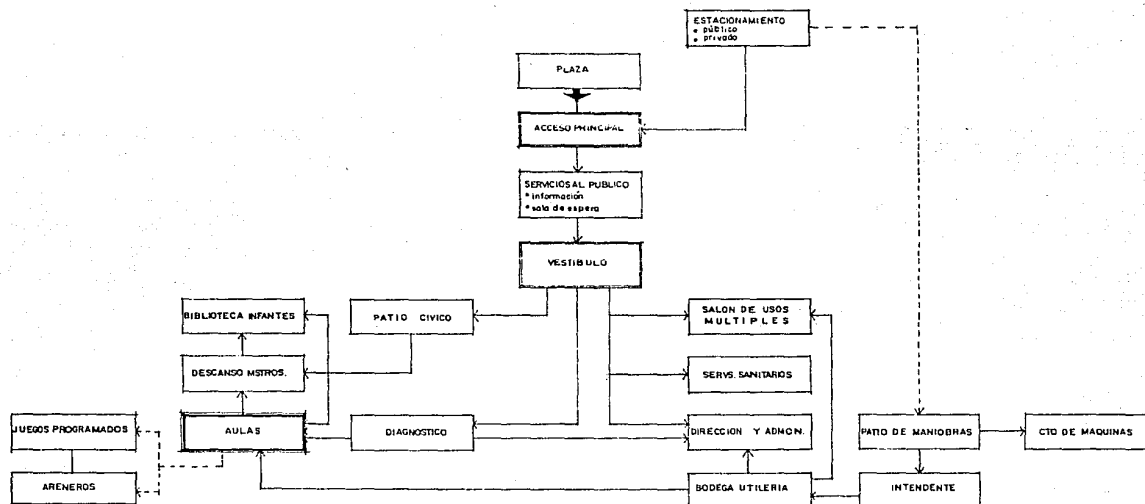 ESTACIONAMIENTO
• público
• privado
PLAZA
ACCESO PRINCIPAL
SERVICIOS AL PUBLICO
• información
• sala de espera
VESTIBULO
BIBLIOTECA INFANTES
PATIO CIVICO
SALON DE USOS
MULTIPLES
DESCANSO MSTROS.
SERVS. SANITARIOS
JUEGOS PROGRAMADOS
AULAS
DIAGNOSTICO
DIRECCION Y ADMON.
PATIO DE MANIOBRAS
CTO DE MAQUINAS
ARENEROS
BODEGA UTILERIA
INTENDENTE